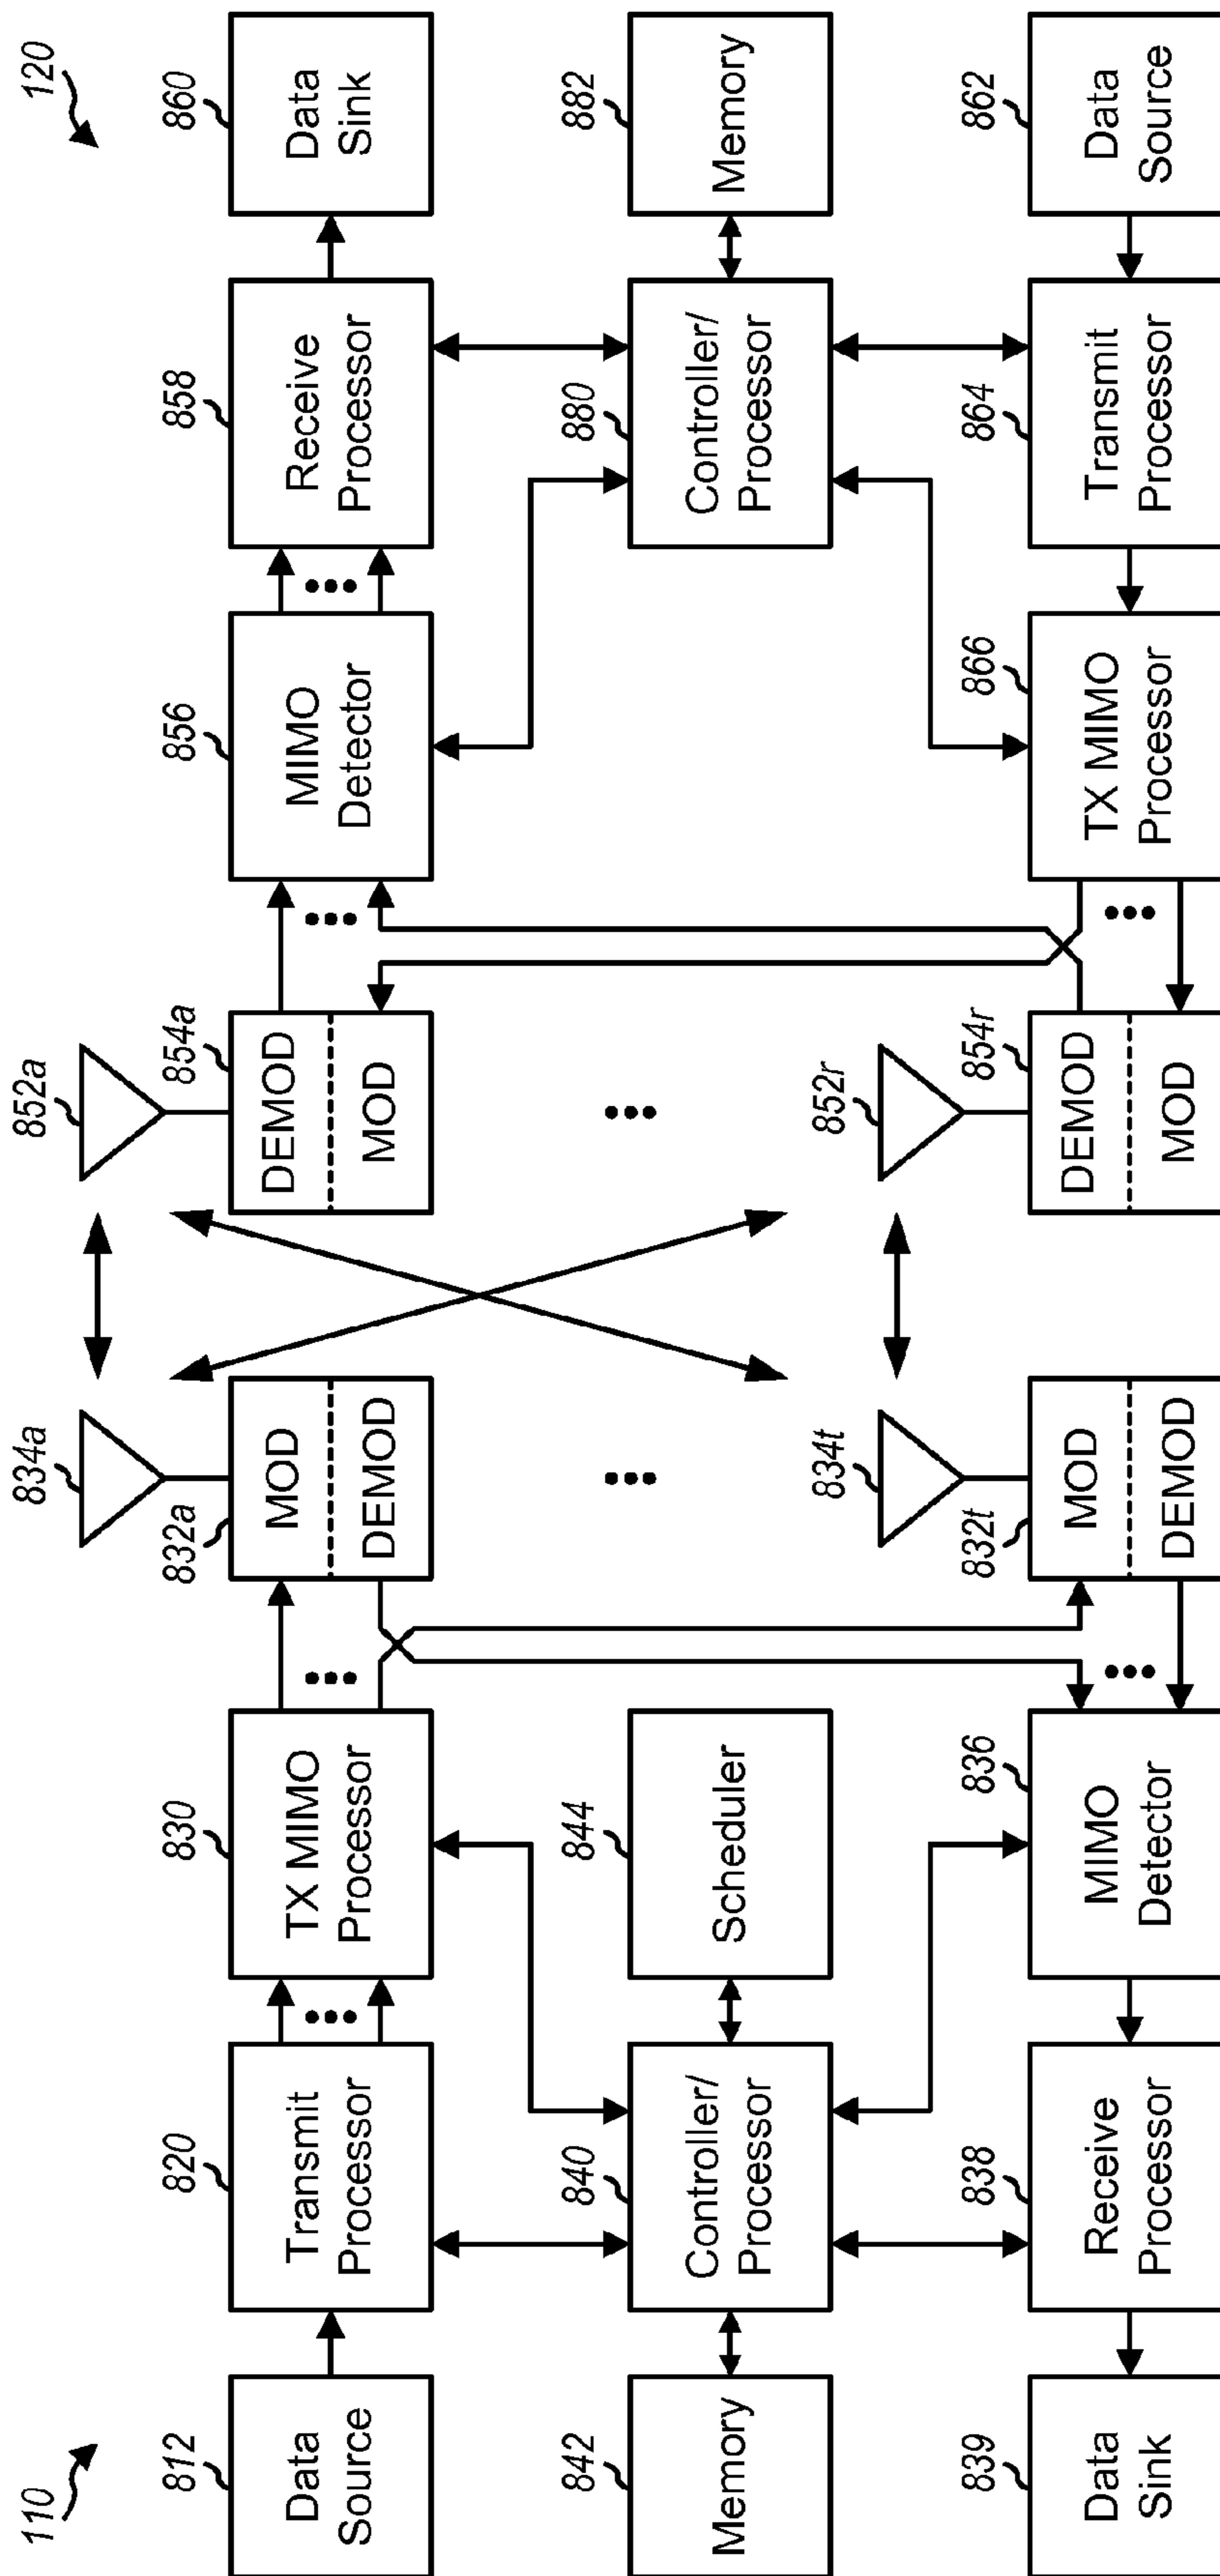 110
120
812
Data
Source
820
Transmit
Processor
830
TX MIMO
Processor
832a
MOD
DEMOD
834a
852a
854a
DEMOD
MOD
856
MIMO
Detector
858
Receive
Processor
860
Data
Sink
842
Memory
840
Controller/
Processor
844
Scheduler
880
Controller/
Processor
882
Memory
839
Data
Sink
838
Receive
Processor
836
MIMO
Detector
832t
MOD
DEMOD
834t
852r
854r
DEMOD
MOD
866
TX MIMO
Processor
864
Transmit
Processor
862
Data
Source